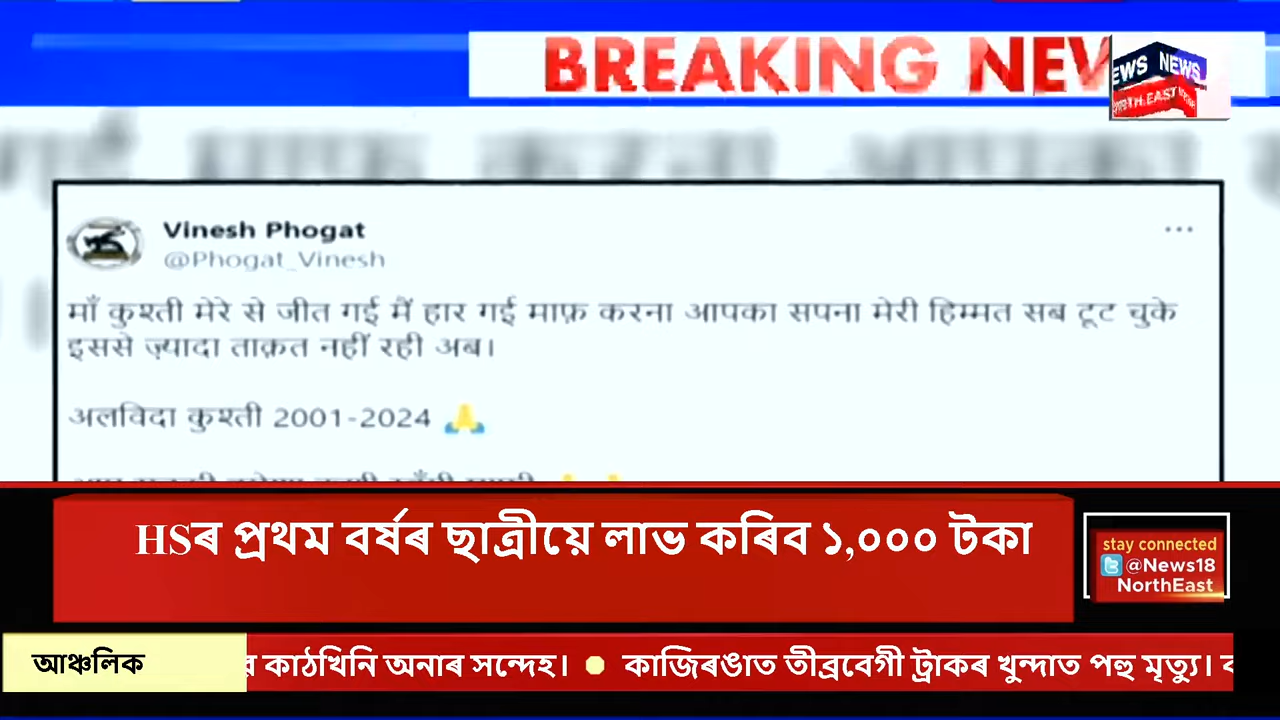 BREAKING NEW
NEWS NEWS
NORTH EAST
Vinesh Phogat
@Phogat_Vinesh
माँ कुश्ती मेरे से जीत गई मैं हार गई माफ़ करना आपका सपना मेरी हिम्मत सब टूट चुके
इससे ज़्यादा ताक़त नहीं रही अब।
अलविदा कुश्ती 2001-2024 🙏
HSৰ প্ৰথম বৰ্ষৰ ছাত্ৰীয়ে লাভ কৰিব ১,০০০ টকা
stay connected
@News18
NorthEast
আঞ্চলিক
কাঠখিনি অনাৰ সন্দেহ। কাজিৰঙাত তীব্ৰবেগী ট্ৰাকৰ খুন্দাত পহু মৃত্যু।